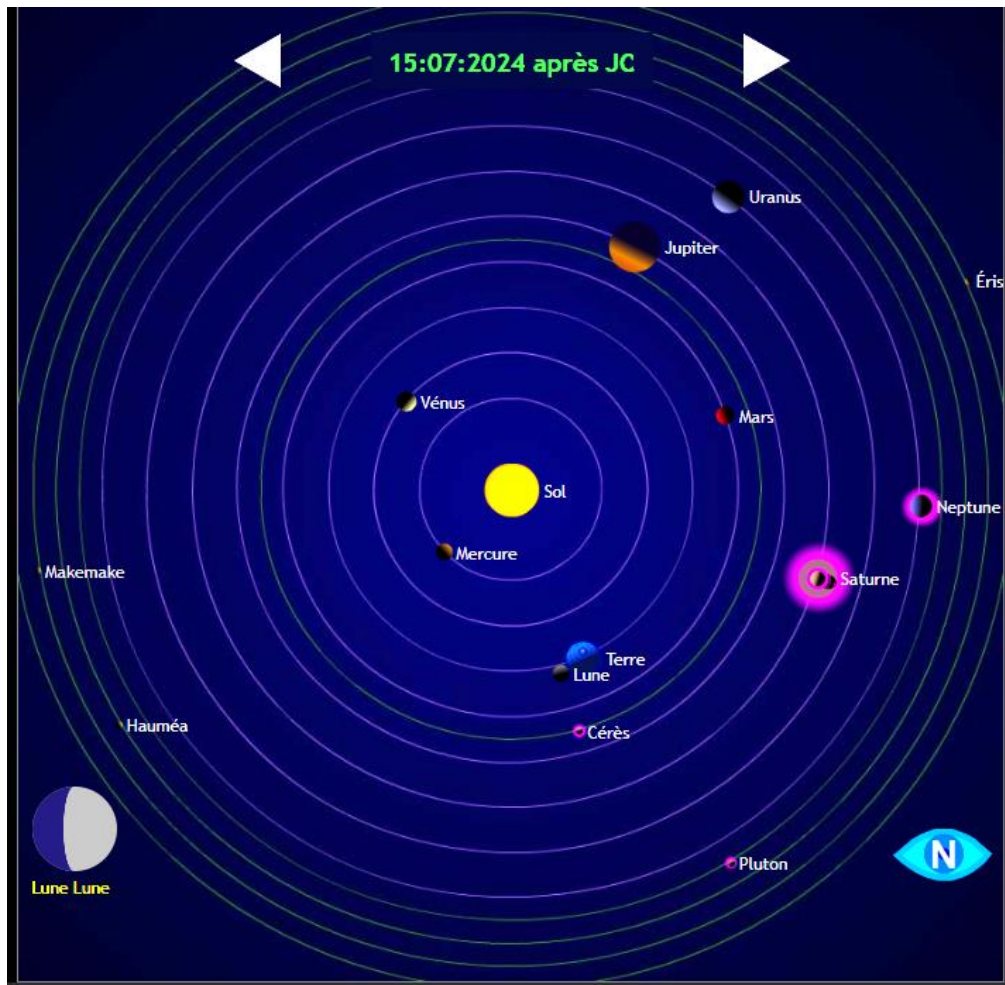 15:07:2024 après JC
Uranus
Jupiter
Éris
Vénus
Mars
Sol
Neptune
Mercure
Makemake
Saturne
Terre
Lune
Hauméa
Cérès
N
Pluton
Lune Lune